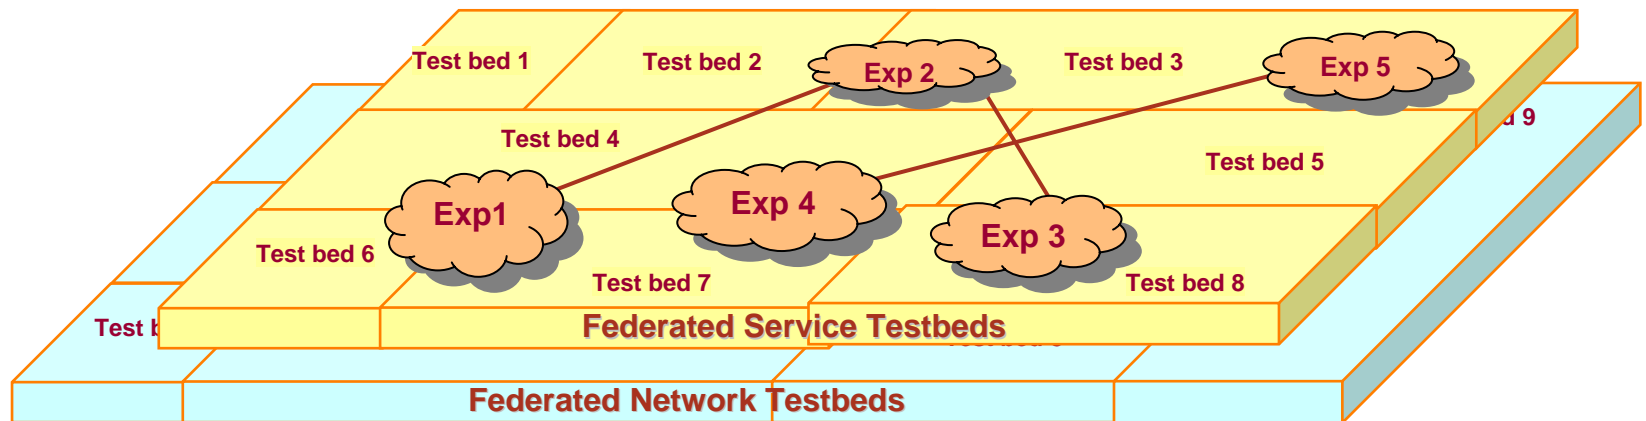 Test bed 1
Test bed 2
Exp 2
Test bed 3
Exp 5
9
Test bed 4
Test bed 5
Exp1
Exp 4
Exp 3
Test bed 6
Test bed 7
Test bed 8
Test
Federated Service Testbeds
Federated Network Testbeds